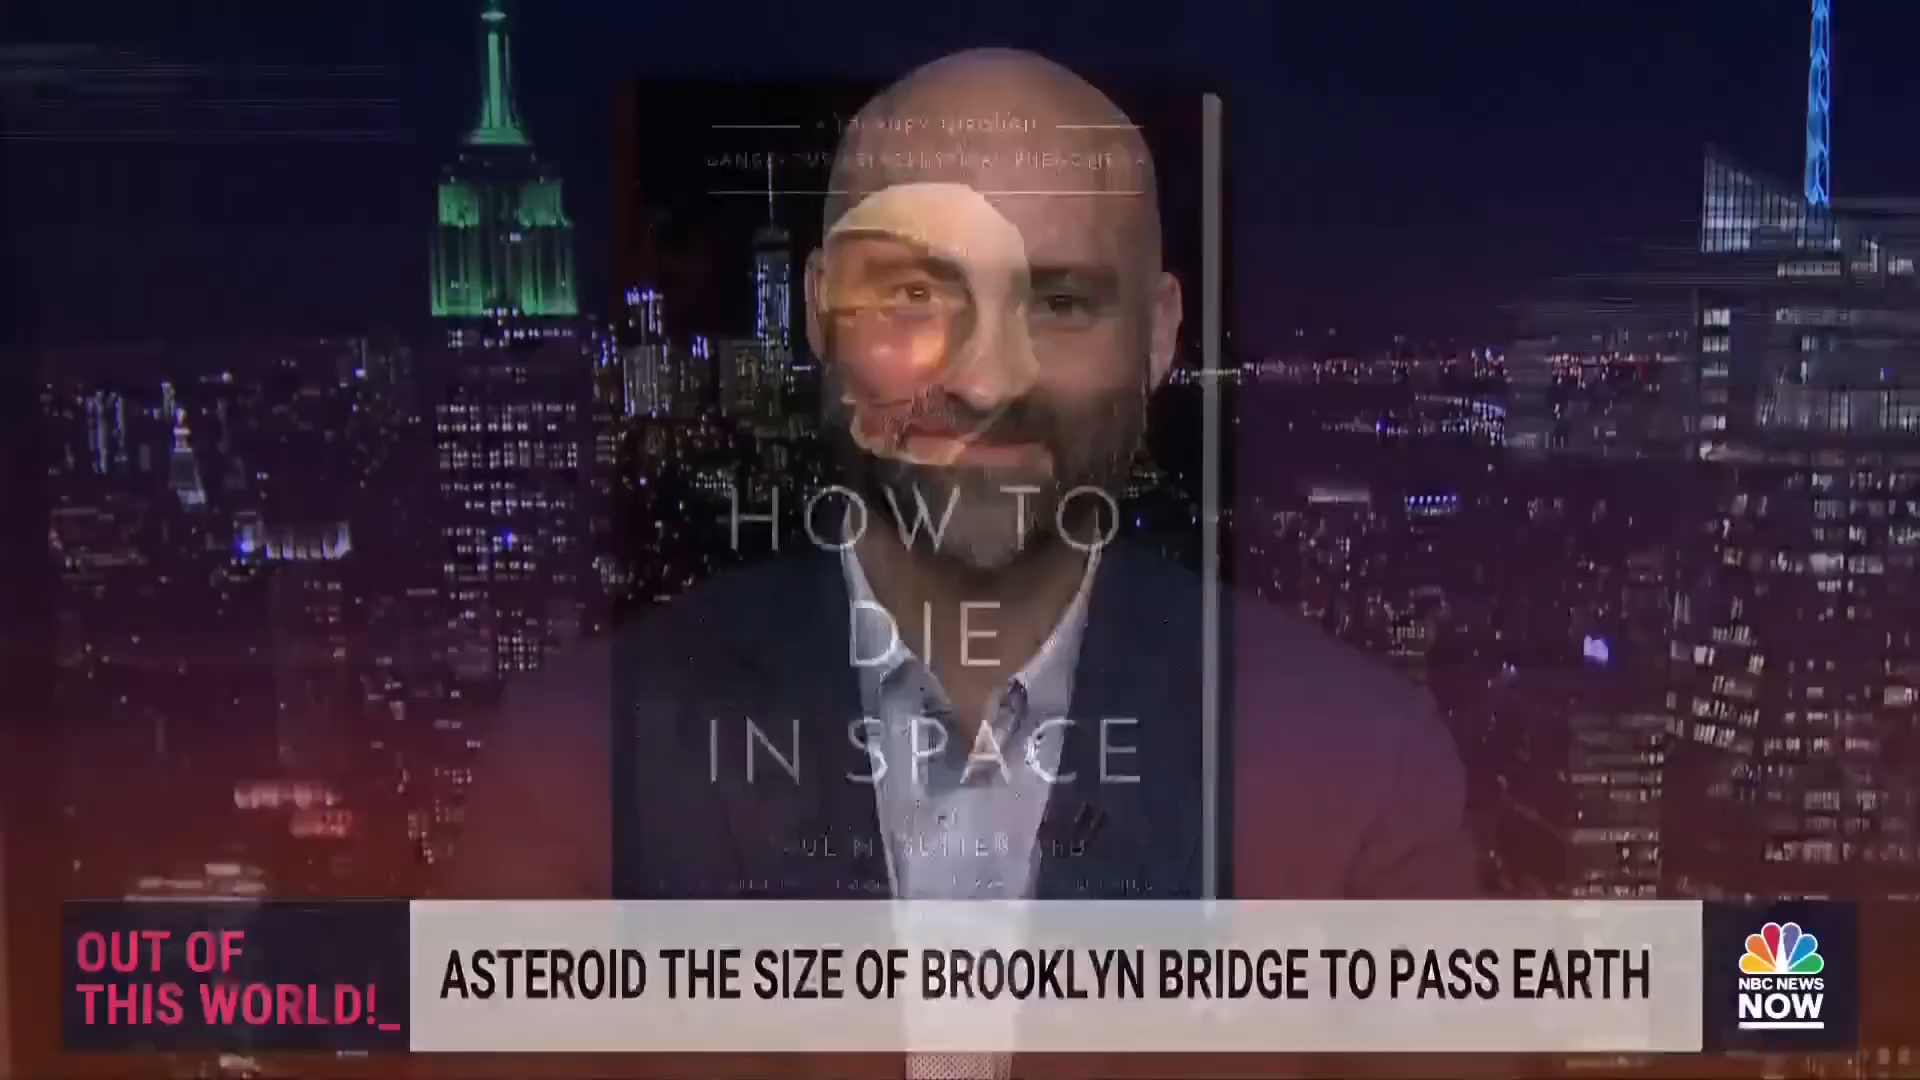 HOW TO
DIE
IN SPACE
OUT OF
THIS WORLD!_
ASTEROID THE SIZE OF BROOKLYN BRIDGE TO PASS EARTH
NBC NEWS
NOW